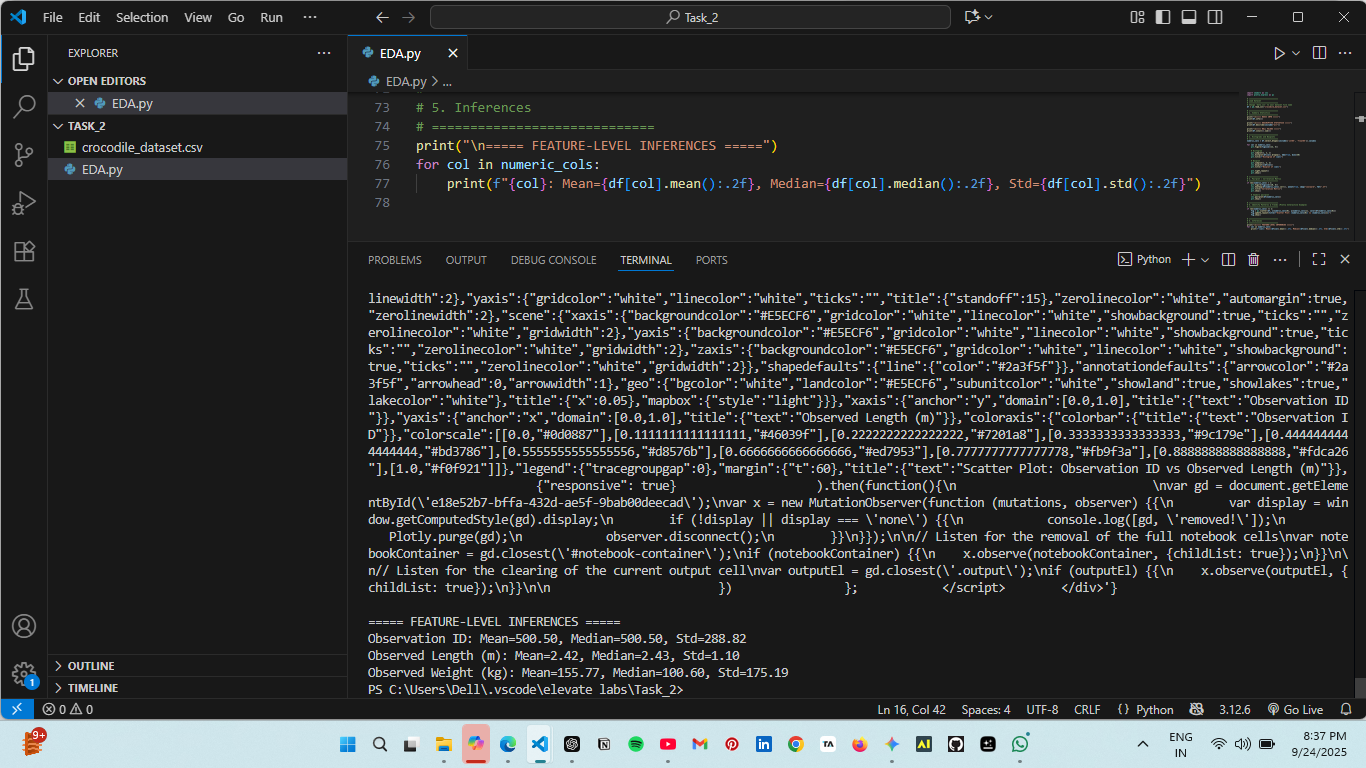 File Edit Selection View Go Run ···
Task_2
EXPLORER
OPEN EDITORS
EDA.py
TASK_2
crocodile_dataset.csv
EDA.py
OUTLINE
TIMELINE
EDA.py
EDA.py > ...
73 # 5. Inferences
74 # =============================
75 print("\n===== FEATURE-LEVEL INFERENCES =====")
76 for col in numeric_cols:
77 print(f"{col}: Mean={df[col].mean():.2f}, Median={df[col].median():.2f}, Std={df[col].std():.2f}")
78
PROBLEMS OUTPUT DEBUG CONSOLE TERMINAL PORTS
Python
linewidth":2},"yaxis":{"gridcolor":"white","linecolor":"white","ticks":"","title":{"standoff":15},"zerolinecolor":"white","automargin":true,
"zerolinewidth":2},"scene":{"xaxis":{"backgroundcolor":"#E5ECF6","gridcolor":"white","linecolor":"white","showbackground":true,"ticks":"","z
erolinecolor":"white","gridwidth":2},"yaxis":{"backgroundcolor":"#E5ECF6","gridcolor":"white","linecolor":"white","showbackground":true,"tic
ks":"","zerolinecolor":"white","gridwidth":2},"zaxis":{"backgroundcolor":"#E5ECF6","gridcolor":"white","linecolor":"white","showbackground":
true,"ticks":"","zerolinecolor":"white","gridwidth":2}},"shapedefaults":{"line":{"color":"#2a3f5f"}},"annotationdefaults":{"arrowcolor":"#2a
3f5f","arrowhead":0,"arrowwidth":1},"geo":{"bgcolor":"white","landcolor":"#E5ECF6","subunitcolor":"white","showland":true,"showlakes":true,"
lakecolor":"white"},"title":{"x":0.05},"mapbox":{"style":"light"}}},"xaxis":{"anchor":"y","domain":[0.0,1.0],"title":{"text":"Observation ID
"}},"yaxis":{"anchor":"x","domain":[0.0,1.0],"title":{"text":"Observed Length (m)"}},"coloraxis":{"colorbar":{"title":{"text":"Observation I
D"}},"colorscale":[[0.0,"#0d0887"],[0.1111111111111111,"#46039f"],[0.2222222222222222,"#7201a8"],[0.3333333333333333,"#9c179e"],[0.444444444
4444444,"#bd3786"],[0.5555555555555556,"#d8576b"],[0.6666666666666666,"#ed7953"],[0.7777777777777778,"#fb9f3a"],[0.8888888888888888,"#fdca26
"],[1.0,"#f0f921"]]},"legend":{"tracegroupgap":0},"margin":{"t":60},"title":{"text":"Scatter Plot: Observation ID vs Observed Length (m)"}},
{"responsive": true} ).then(function(){\n \nvar gd = document.getEleme
ntById(\'e18e52b7-bffa-432d-ae5f-9bab00deecad\');\nvar x = new MutationObserver(function (mutations, observer) {{\n var display = win
dow.getComputedStyle(gd).display;\n if (!display || display === \'none\') {{\n console.log([gd, \'removed!\']);\n
Plotly.purge(gd);\n observer.disconnect();\n }}\n}});\n\n// Listen for the removal of the full notebook cells\nvar note
bookContainer = gd.closest(\'#notebook-container\');\nif (notebookContainer) {{\n x.observe(notebookContainer, {childList: true});\n}}\n\
n// Listen for the clearing of the current output cell\nvar outputEl = gd.closest(\'.output\');\nif (outputEl) {{\n x.observe(outputEl, {
childList: true});\n}}\n\n }) }; </script> </div>'}
===== FEATURE-LEVEL INFERENCES =====
Observation ID: Mean=500.50, Median=500.50, Std=288.82
Observed Length (m): Mean=2.42, Median=2.43, Std=1.10
Observed Weight (kg): Mean=155.77, Median=100.60, Std=175.19
PS C:\Users\Dell\.vscode\elevate labs\Task_2>
0 0 Ln 16, Col 42 Spaces: 4 UTF-8 CRLF {} Python 3.12.6 Go Live
1
9+
TA
AI
ENG
IN
8:37 PM
9/24/2025